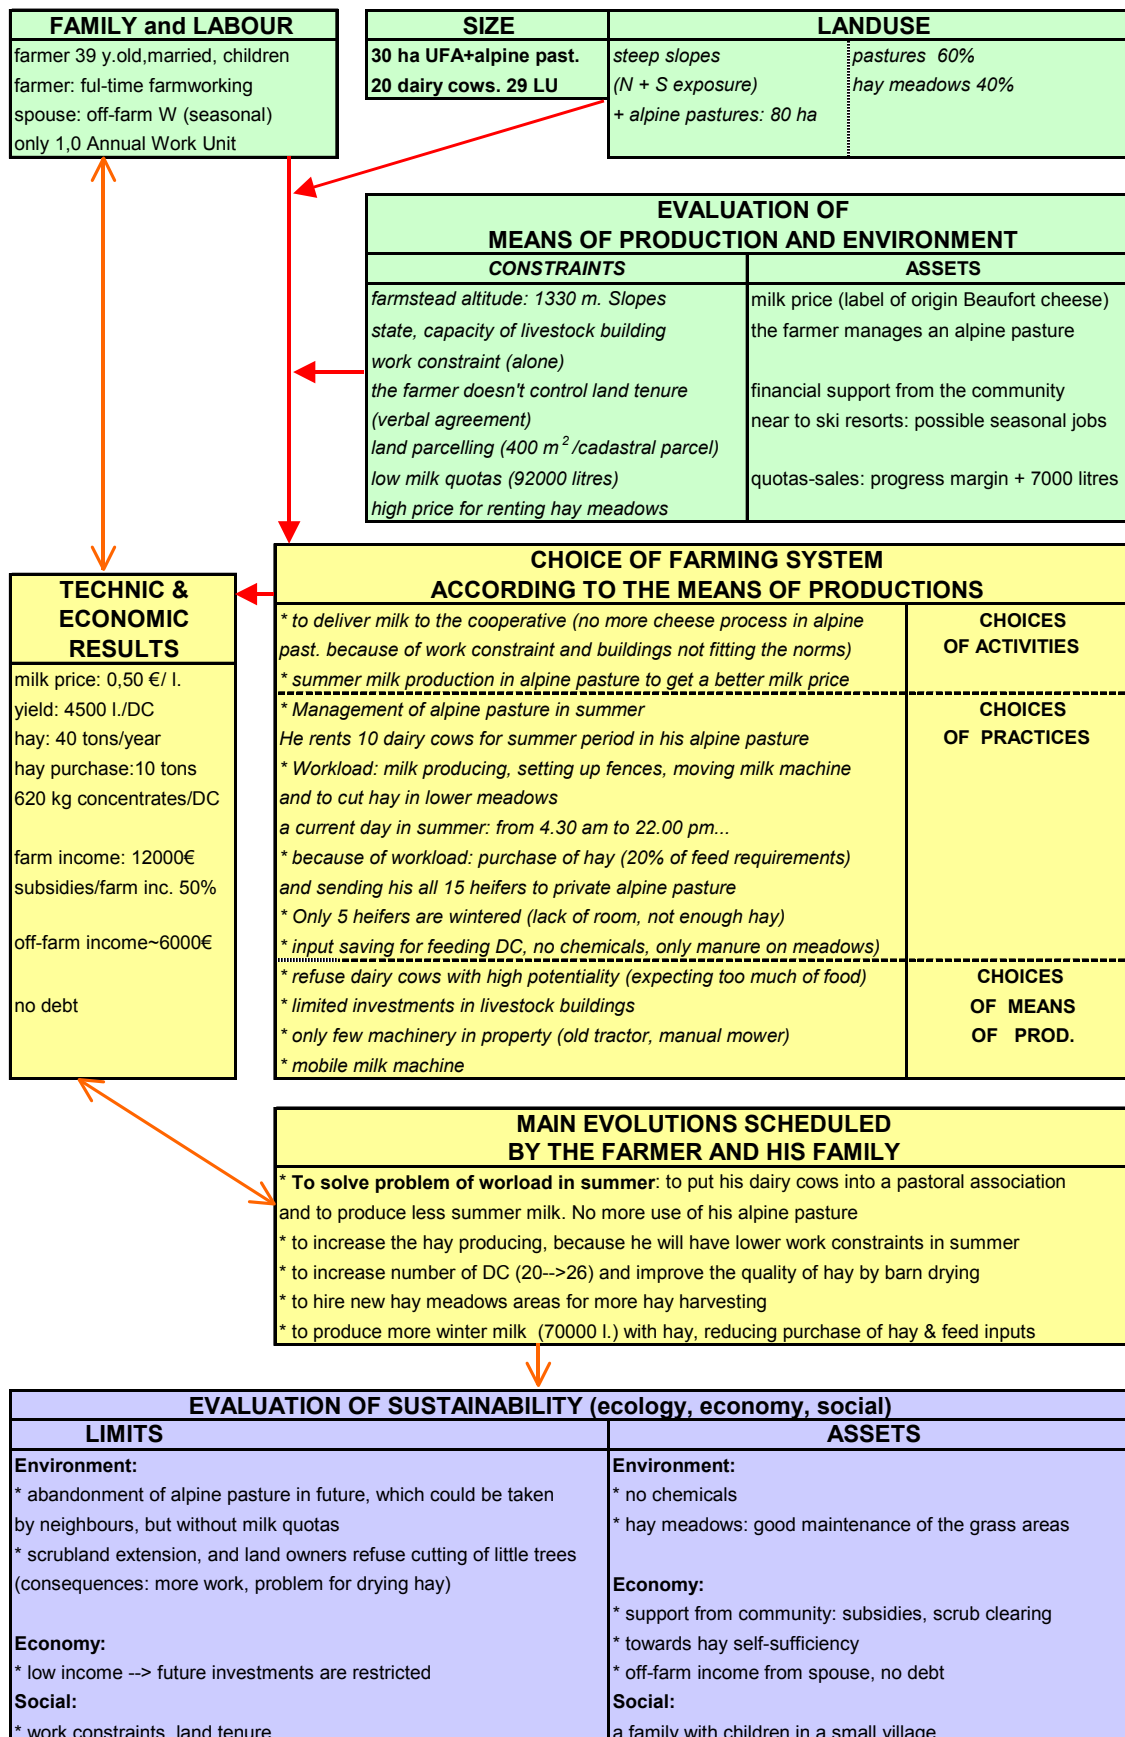 FAMILY and LABOUR
farmer 39 y.old,married, children
farmer: ful-time farmworking
spouse: off-farm W (seasonal)
only 1,0 Annual Work Unit
SIZE
30 ha UFA+alpine past.
20 dairy cows. 29 LU
LANDUSE
steep slopes
(N + S exposure)
+ alpine pastures: 80 ha
pastures 60%
hay meadows 40%
EVALUATION OF
MEANS OF PRODUCTION AND ENVIRONMENT
CONSTRAINTS
farmstead altitude: 1330 m. Slopes
state, capacity of livestock building
work constraint (alone)
the farmer doesn't control land tenure
(verbal agreement)
land parcelling (400 m²/cadastral parcel)
low milk quotas (92000 litres)
high price for renting hay meadows
ASSETS
milk price (label of origin Beaufort cheese)
the farmer manages an alpine pasture
financial support from the community
near to ski resorts: possible seasonal jobs
quotas-sales: progress margin + 7000 litres
TECHNIC &
ECONOMIC
RESULTS
milk price: 0,50 €/ l.
yield: 4500 l./DC
hay: 40 tons/year
hay purchase:10 tons
620 kg concentrates/DC
farm income: 12000€
subsidies/farm inc. 50%
off-farm income~6000€
no debt
CHOICE OF FARMING SYSTEM
ACCORDING TO THE MEANS OF PRODUCTIONS
* to deliver milk to the cooperative (no more cheese process in alpine
past. because of work constraint and buildings not fitting the norms)
* summer milk production in alpine pasture to get a better milk price
CHOICES
OF ACTIVITIES
* Management of alpine pasture in summer
He rents 10 dairy cows for summer period in his alpine pasture
* Workload: milk producing, setting up fences, moving milk machine
and to cut hay in lower meadows
a current day in summer: from 4.30 am to 22.00 pm...
* because of workload: purchase of hay (20% of feed requirements)
and sending his all 15 heifers to private alpine pasture
* Only 5 heifers are wintered (lack of room, not enough hay)
* input saving for feeding DC, no chemicals, only manure on meadows)
CHOICES
OF PRACTICES
* refuse dairy cows with high potentiality (expecting too much of food)
* limited investments in livestock buildings
* only few machinery in property (old tractor, manual mower)
* mobile milk machine
CHOICES
OF MEANS
OF PROD.
MAIN EVOLUTIONS SCHEDULED
BY THE FARMER AND HIS FAMILY
* To solve problem of worload in summer: to put his dairy cows into a pastoral association
and to produce less summer milk. No more use of his alpine pasture
* to increase the hay producing, because he will have lower work constraints in summer
* to increase number of DC (20-->26) and improve the quality of hay by barn drying
* to hire new hay meadows areas for more hay harvesting
* to produce more winter milk (70000 l.) with hay, reducing purchase of hay & feed inputs
EVALUATION OF SUSTAINABILITY (ecology, economy, social)
LIMITS
Environment:
* abandonment of alpine pasture in future, which could be taken
by neighbours, but without milk quotas
* scrubland extension, and land owners refuse cutting of little trees
(consequences: more work, problem for drying hay)
Economy:
* low income --> future investments are restricted
Social:
* work constraints, land tenure
ASSETS
Environment:
* no chemicals
* hay meadows: good maintenance of the grass areas
Economy:
* support from community: subsidies, scrub clearing
* towards hay self-sufficiency
* off-farm income from spouse, no debt
Social:
a family with children in a small village